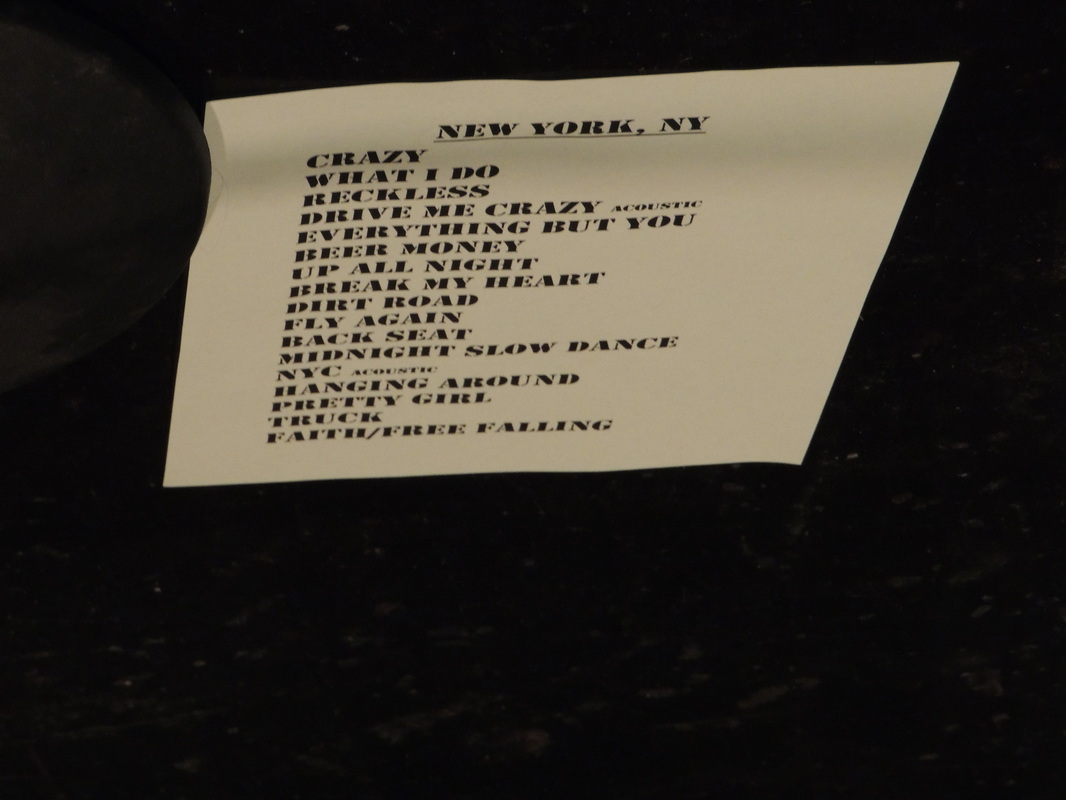 NEW YORK, NY
CRAZY
WHAT I DO
RECKLESS
DRIVE ME CRAZY ACOUSTIC
EVERYTHING BUT YOU
BEER MONEY
UP ALL NIGHT
BREAK MY HEART
DIRT ROAD
FLY AGAIN
BACK SEAT
MIDNIGHT SLOW DANCE
NYC ACOUSTIC
HANGING AROUND
PRETTY GIRL
TRUCK
FAITH/FREE FALLING